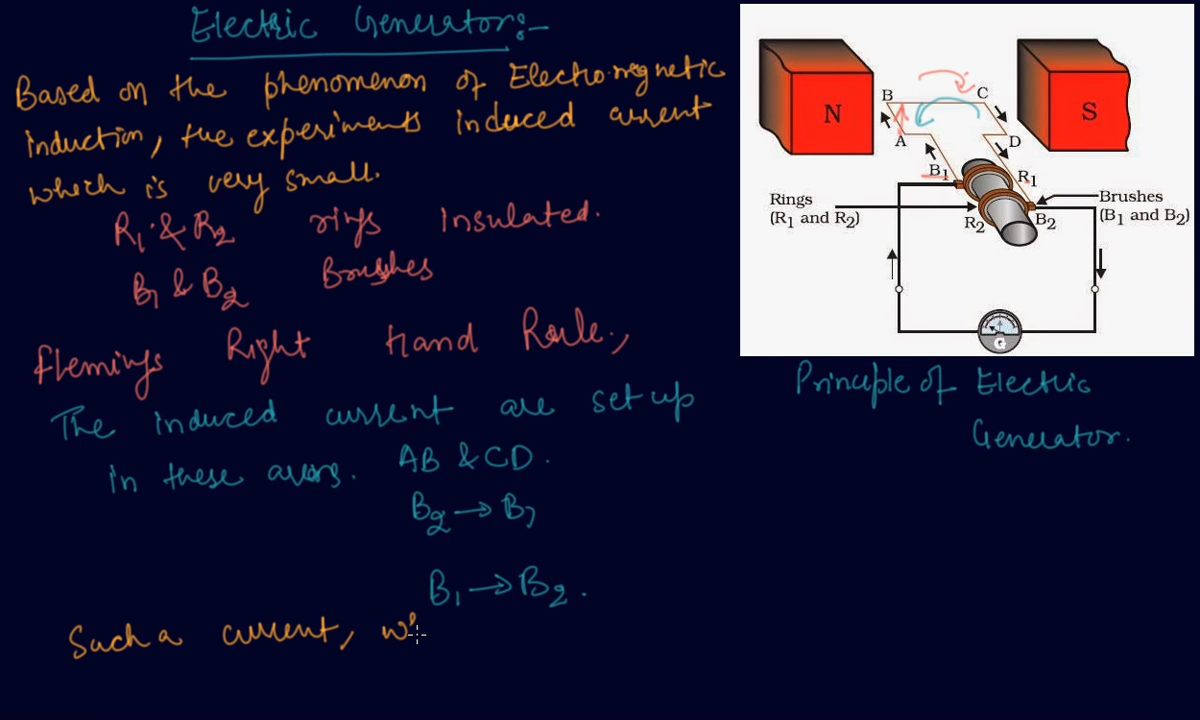 Electric Generator:-
Based on the phenomenon of Electromagnetic
induction, the experiments induced current
which is very small.
R1 & R2 rings Insulated.
B1 & B2 Brushes
Flemings Right Hand Rule,
The induced current are set up
in these
AB & CD.
B2 → B1
B1 → B2.
Such a current, w
N
S
B
C
A
D
B1
R1
Rings
(R1 and R2)
R2
B2
Brushes
(B1 and B2)
G
Principle of Electric
Generator.